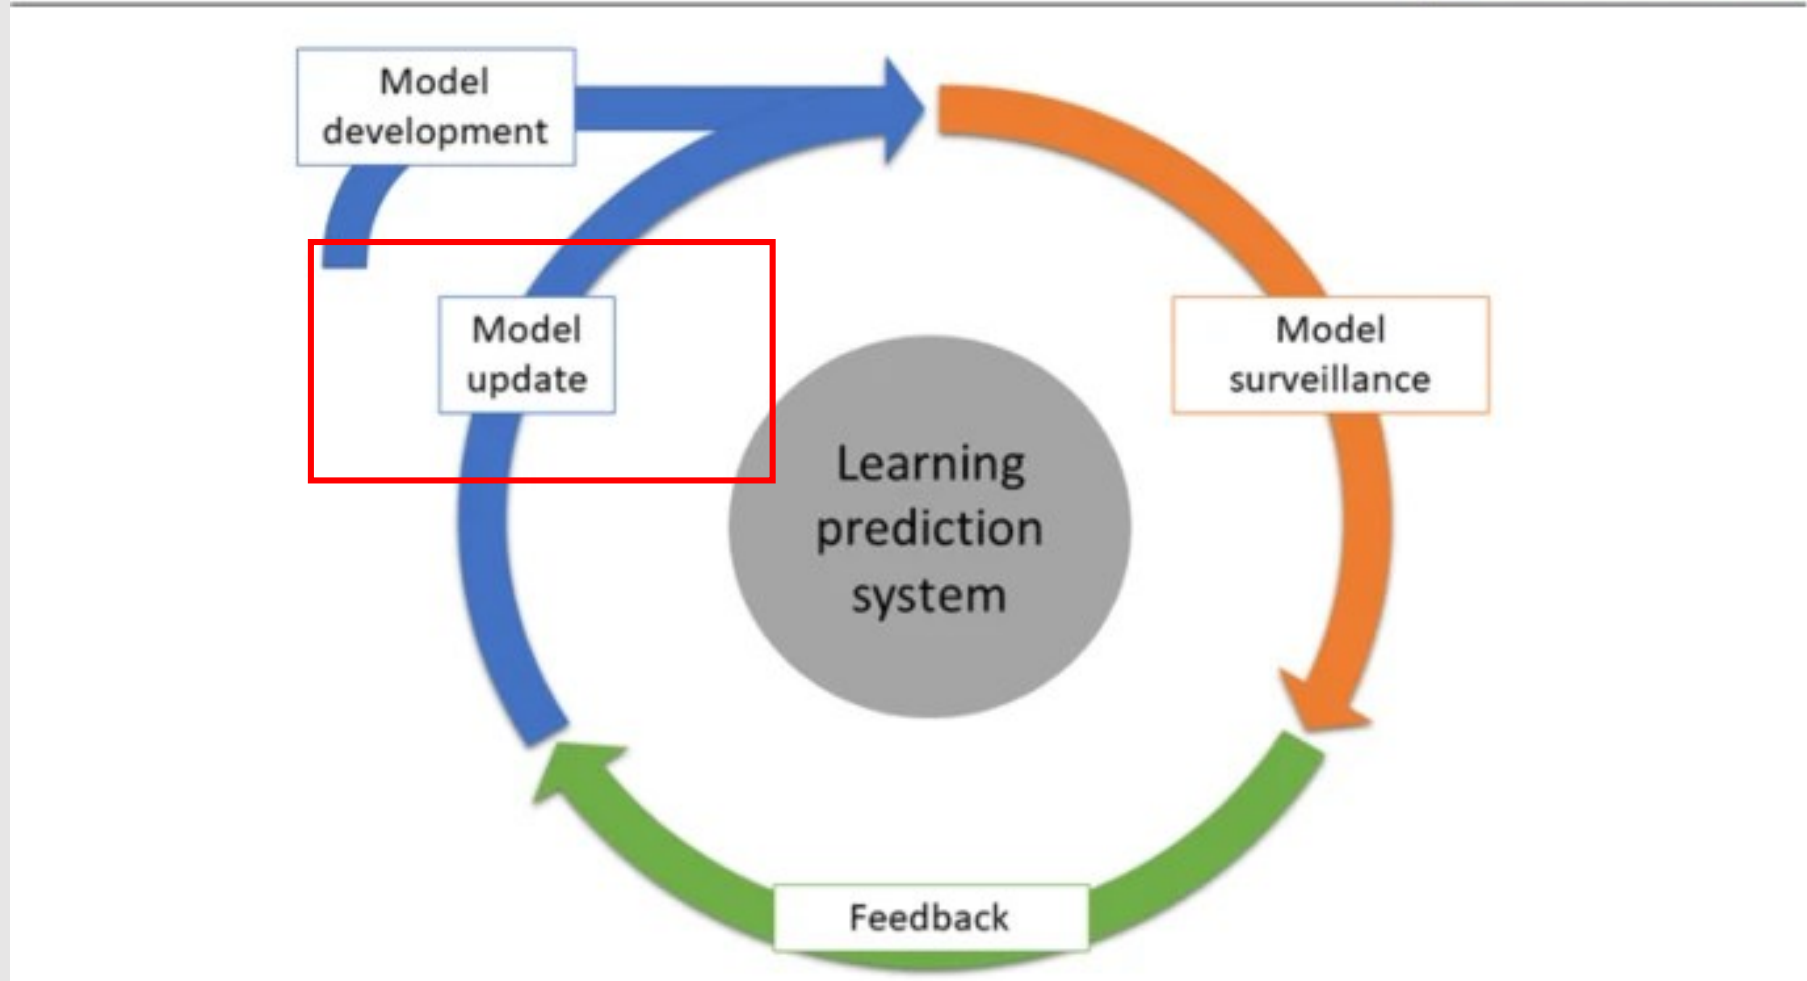 Model
development
Model
update
Model
surveillance
Learning
prediction
system
Feedback